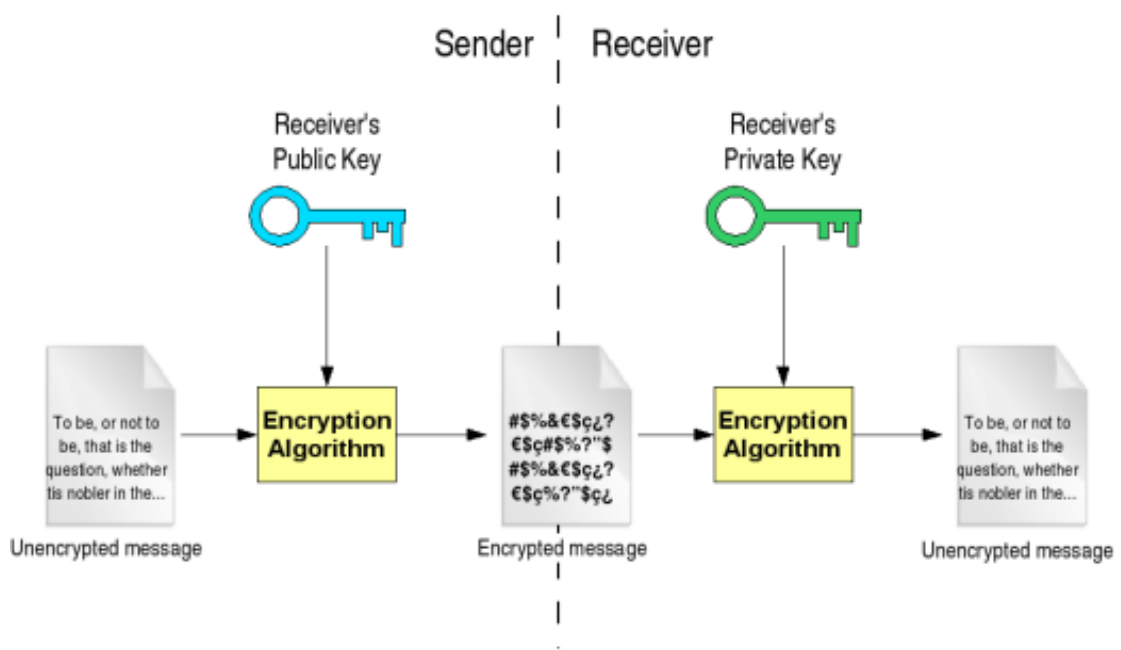 Sender
Receiver
Receiver's
Public Key
Receiver's
Private Key
To be, or not to
be, that is the
question, whether
tis nobler in the...
Unencrypted message
Encryption
Algorithm
#$%&€$ç¿?
€$ç#$%?"$
#$%&€$ç¿?
€$ç%?"$ç¿
Encrypted message
Encryption
Algorithm
To be, or not to
be, that is the
question, whether
tis nobler in the...
Unencrypted message